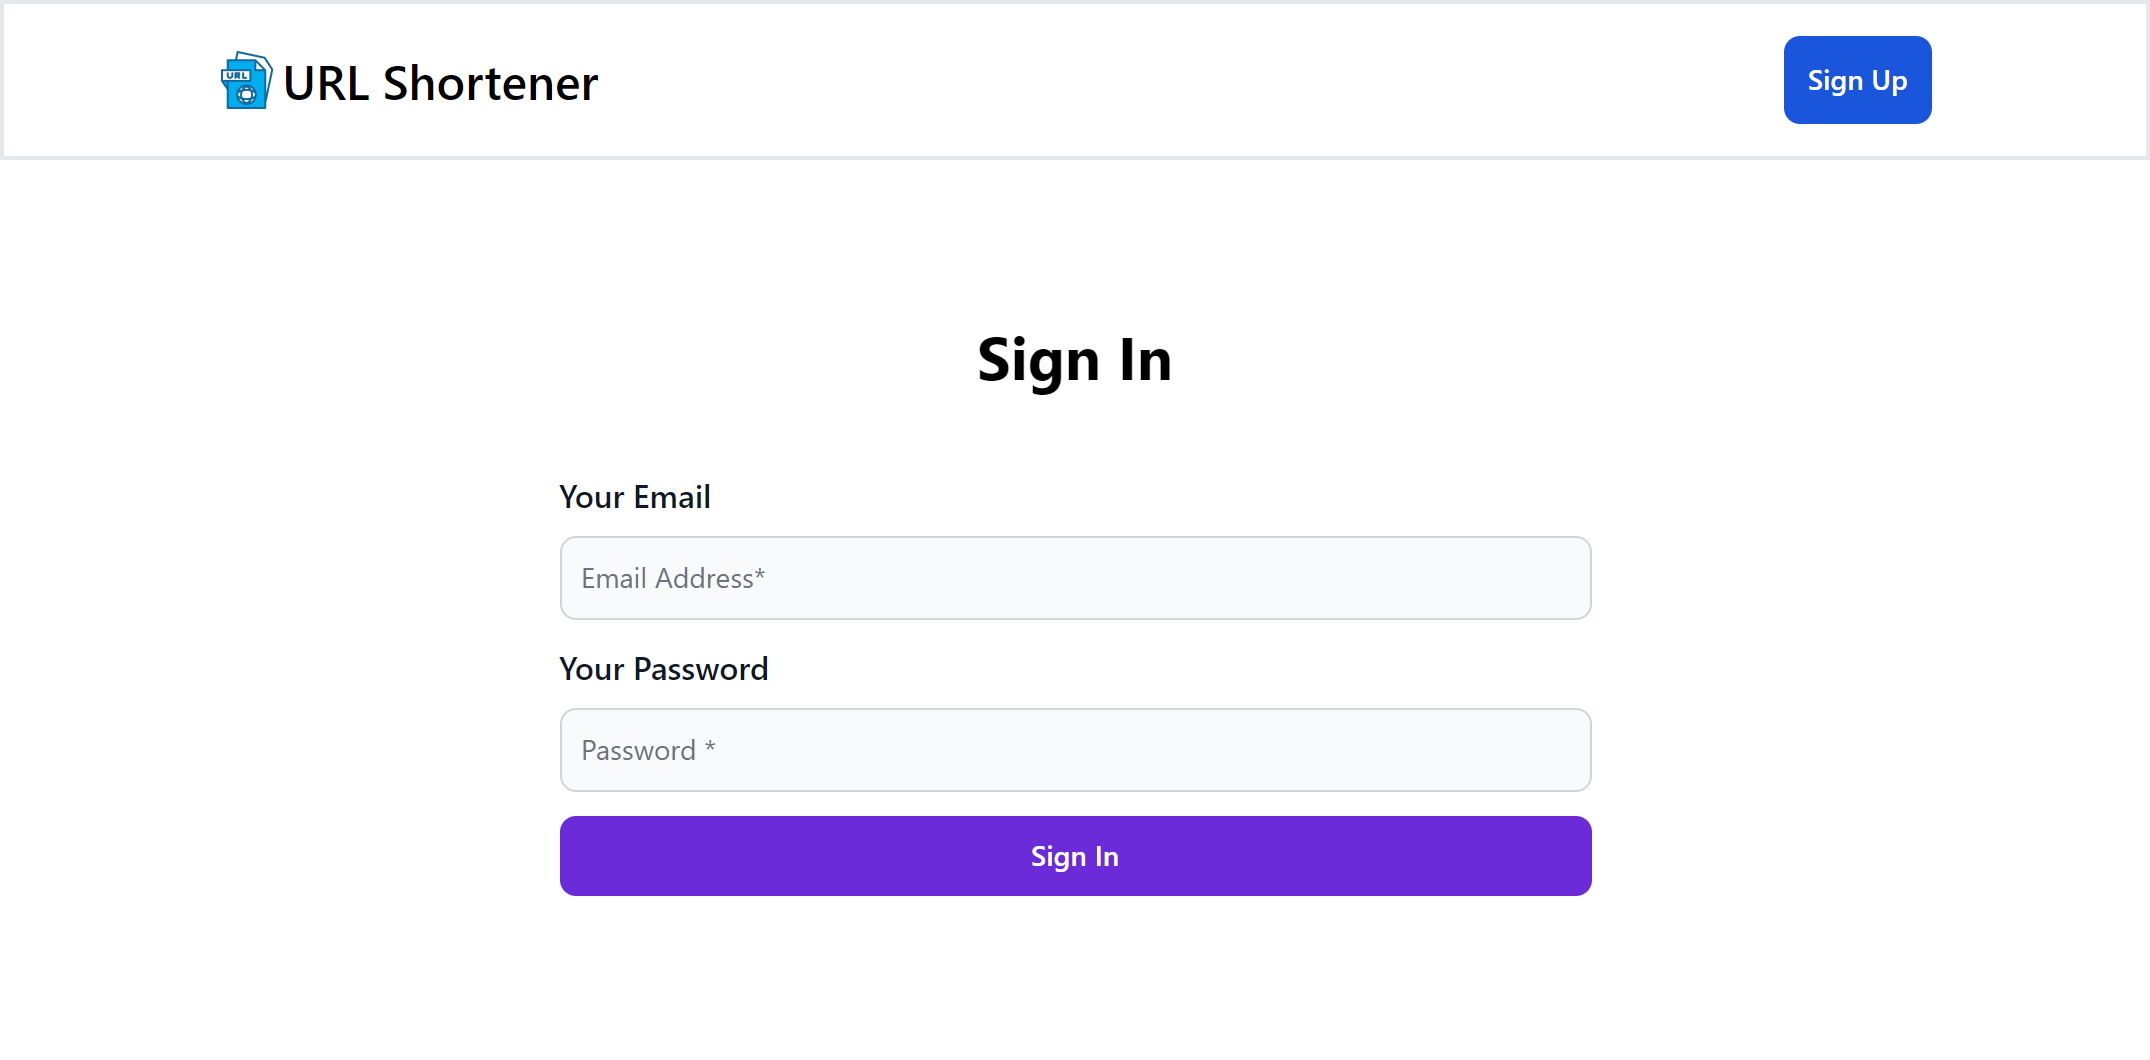 URL
URL Shortener
Sign Up
Sign In
Your Email
Email Address*
Your Password
Password *
Sign In